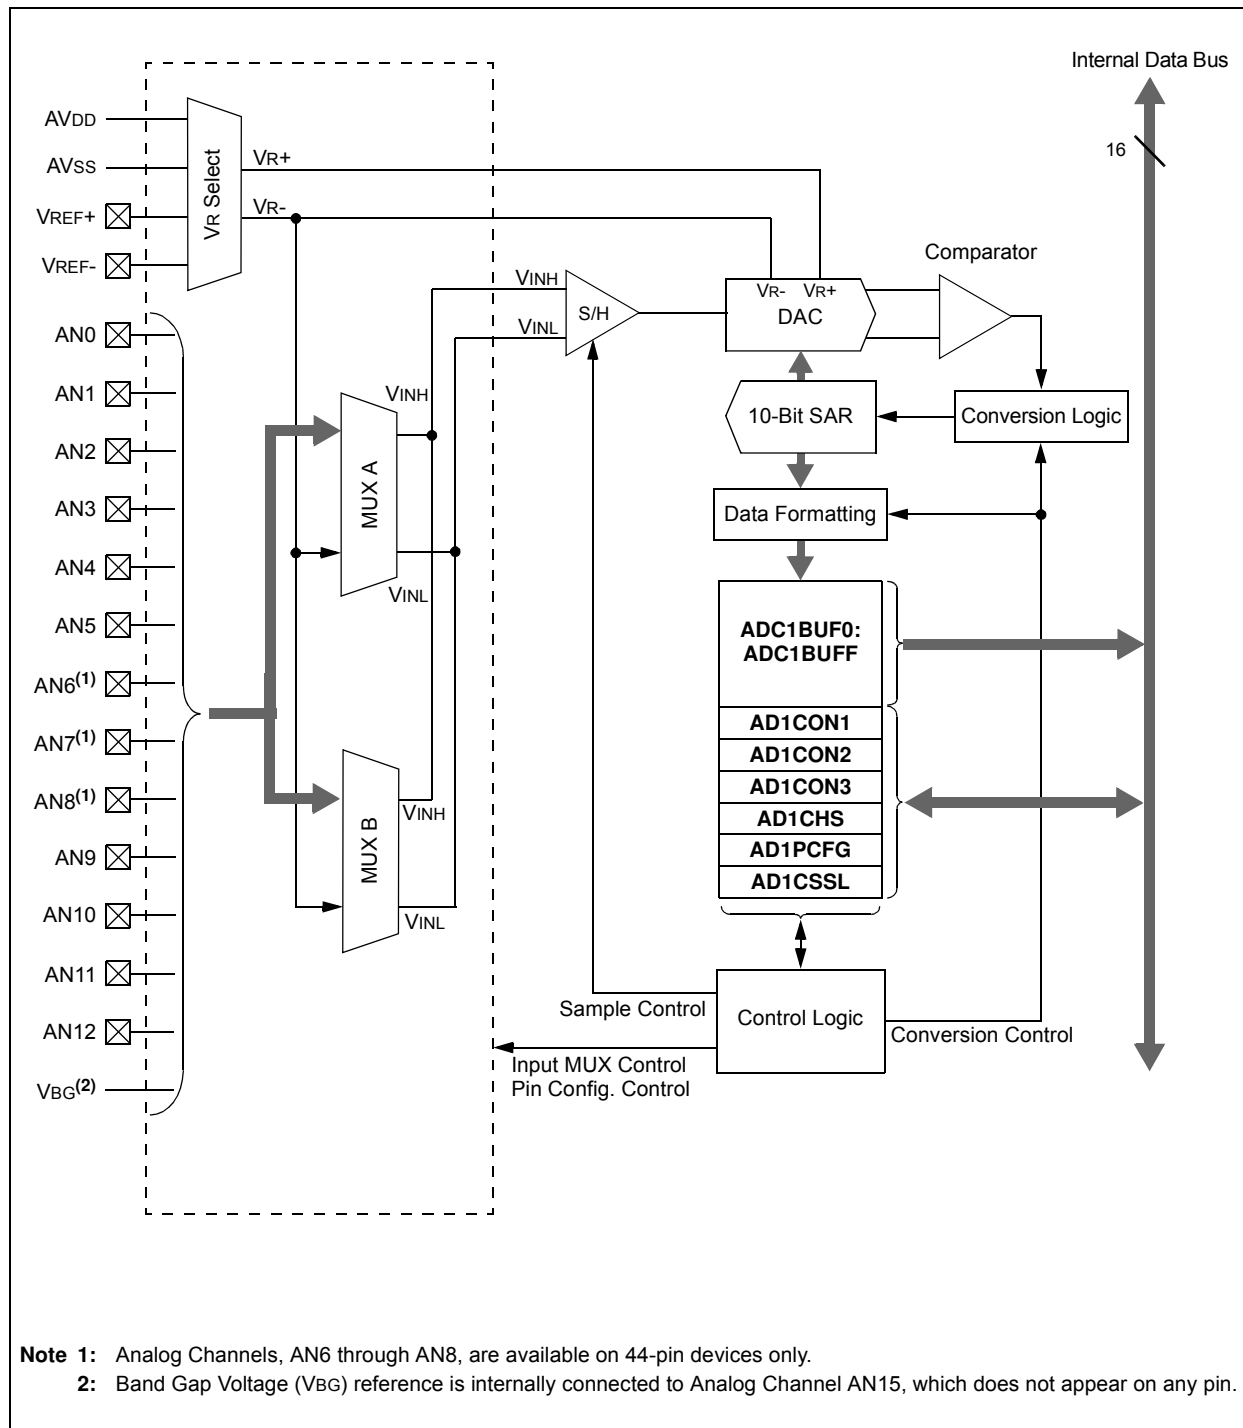 Internal Data Bus
16
AVDD
AVSS
VREF+
VREF-
VR Select
VR+
VR-
Comparator
VINH
VINL
S/H
VR- VR+
DAC
AN0
AN1
AN2
AN3
AN4
AN5
AN6(1)
AN7(1)
AN8(1)
AN9
AN10
AN11
AN12
VBG(2)
VINH
MUX A
VINL
MUX B
VINH
VINL
10-Bit SAR
Conversion Logic
Data Formatting
ADC1BUF0:
ADC1BUFF
AD1CON1
AD1CON2
AD1CON3
AD1CHS
AD1PCFG
AD1CSSL
Sample Control
Control Logic
Conversion Control
Input MUX Control
Pin Config. Control
Note 1: Analog Channels, AN6 through AN8, are available on 44-pin devices only.
2: Band Gap Voltage (VBG) reference is internally connected to Analog Channel AN15, which does not appear on any pin.